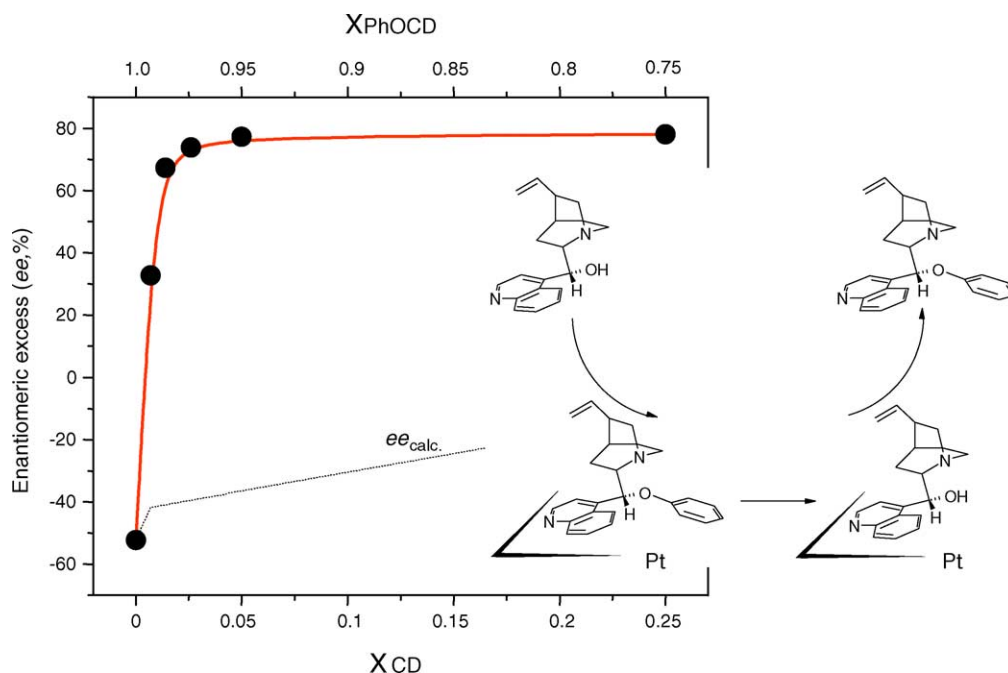 XPhOCD
1.0 0.95 0.9 0.85 0.8 0.75
Enantiomeric excess (ee,%)
80
60
40
20
0
-20
-40
-60
eecalc.
N
OH
H
N
N
O
H
N
N
O
H
N
Pt
N
OH
H
N
Pt
0 0.05 0.1 0.15 0.2 0.25
X CD